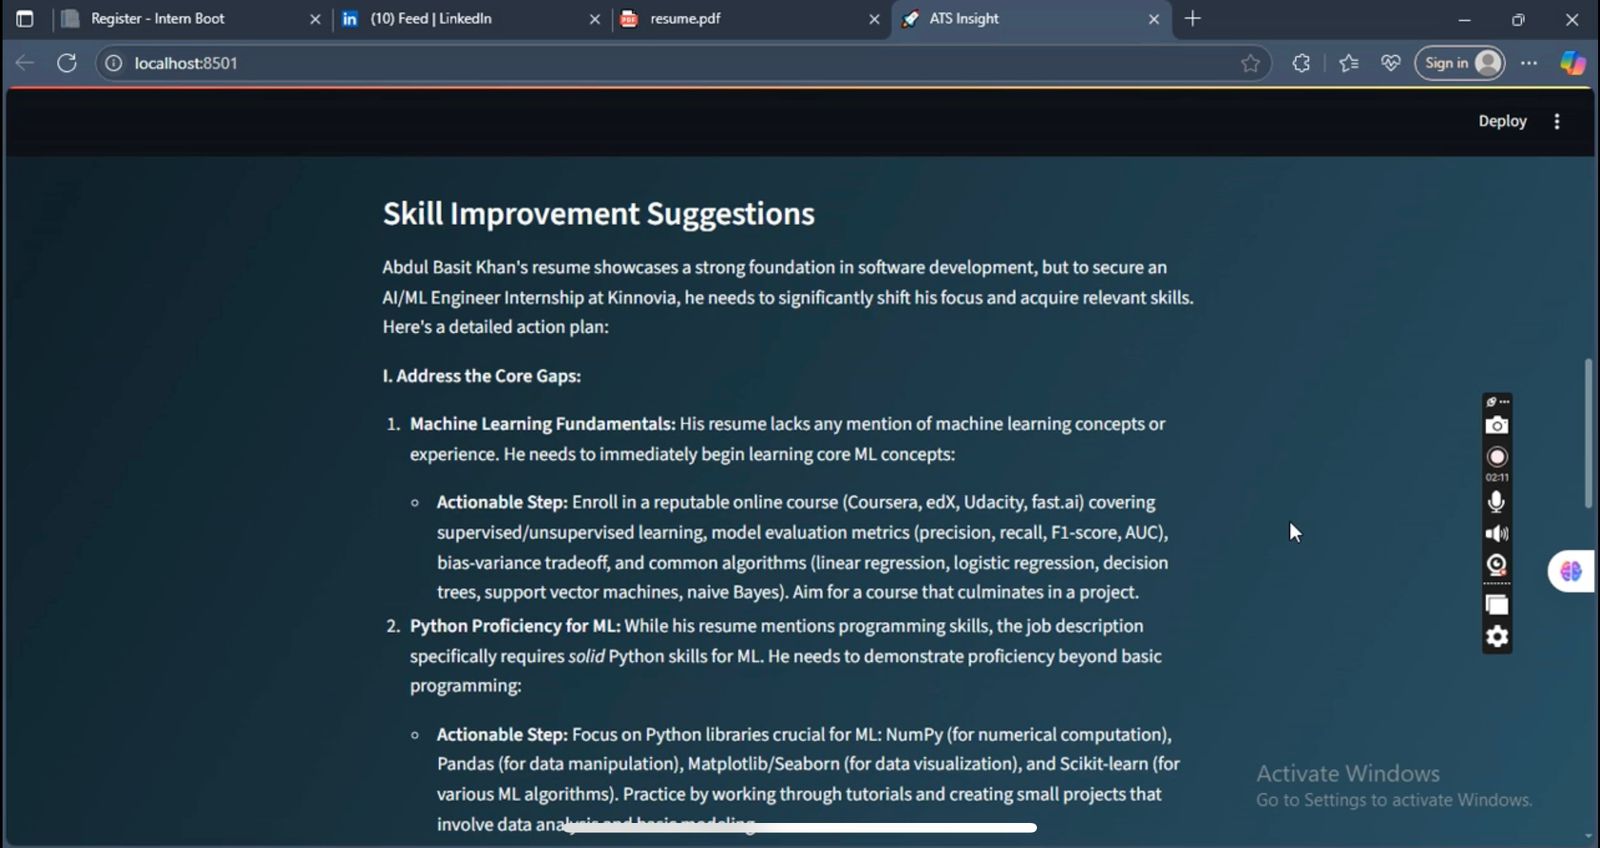 Register - Intern Boot
(10) Feed | LinkedIn
resume.pdf
ATS Insight
localhost:8501
Sign in
Deploy
Skill Improvement Suggestions
Abdul Basit Khan's resume showcases a strong foundation in software development, but to secure an
AI/ML Engineer Internship at Kinnovia, he needs to significantly shift his focus and acquire relevant skills.
Here's a detailed action plan:
I. Address the Core Gaps:
1. Machine Learning Fundamentals: His resume lacks any mention of machine learning concepts or
experience. He needs to immediately begin learning core ML concepts:
Actionable Step: Enroll in a reputable online course (Coursera, edX, Udacity, fast.ai) covering
supervised/unsupervised learning, model evaluation metrics (precision, recall, F1-score, AUC),
bias-variance tradeoff, and common algorithms (linear regression, logistic regression, decision
trees, support vector machines, naive Bayes). Aim for a course that culminates in a project.
2. Python Proficiency for ML: While his resume mentions programming skills, the job description
specifically requires solid Python skills for ML. He needs to demonstrate proficiency beyond basic
programming:
Actionable Step: Focus on Python libraries crucial for ML: NumPy (for numerical computation),
Pandas (for data manipulation), Matplotlib/Seaborn (for data visualization), and Scikit-learn (for
various ML algorithms). Practice by working through tutorials and creating small projects that
involve data analysis and basic modeling.
02:11
Activate Windows
Go to Settings to activate Windows.